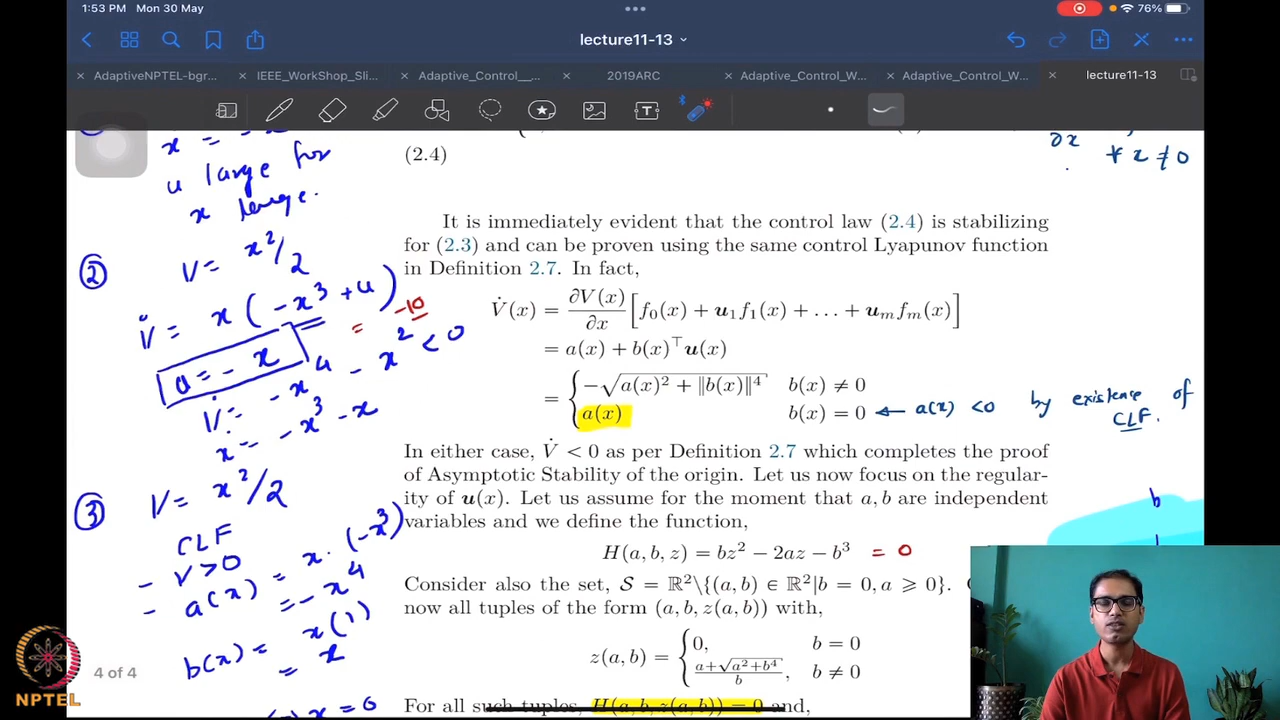 1:53 PM Mon 30 May
76%
lecture11-13
AdaptiveNPTEL-bgr...
IEEE_WorkShop_Sli...
Adaptive_Control__...
2019ARC
Adaptive_Control_W...
Adaptive_Control_W...
lecture11-13
u large for
x large.
∂x
∀ x ≠ 0
(2.4)
It is immediately evident that the control law (2.4) is stabilizing
for (2.3) and can be proven using the same control Lyapunov function
in Definition 2.7. In fact,
V̇(x) = ∂V(x)/∂x [f₀(x) + u₁f₁(x) + . . . + uₘfₘ(x)]
= a(x) + b(x)⊤u(x)
= { −√(a(x)² + ‖b(x)‖⁴) b(x) ≠ 0
a(x) b(x) = 0 ← a(x) < 0 by existence of
CLF.
In either case, V̇ < 0 as per Definition 2.7 which completes the proof
of Asymptotic Stability of the origin. Let us now focus on the regular-
ity of u(x). Let us assume for the moment that a, b are independent
variables and we define the function,
H(a, b, z) = bz² − 2az − b³ = 0
Consider also the set, S = ℝ²\{(a, b) ∈ ℝ²|b = 0, a ⩾ 0}.
now all tuples of the form (a, b, z(a, b)) with,
z(a, b) = { 0, b = 0
(a+√(a²+b⁴))/b, b ≠ 0
For all such tuples, H(a, b, z(a, b)) = 0 and,
②
V = x²/2
V̇ = x (−x³ + u)
= −10
u = − x
V̇ = − x⁴ − x² < 0
ẋ = − x³ − x
③
V = x²/2
CLF
- V > 0
- a(x) = x · (−x³)
= − x⁴
b(x) = x(1)
= x
x = 0
b
4 of 4
NPTEL